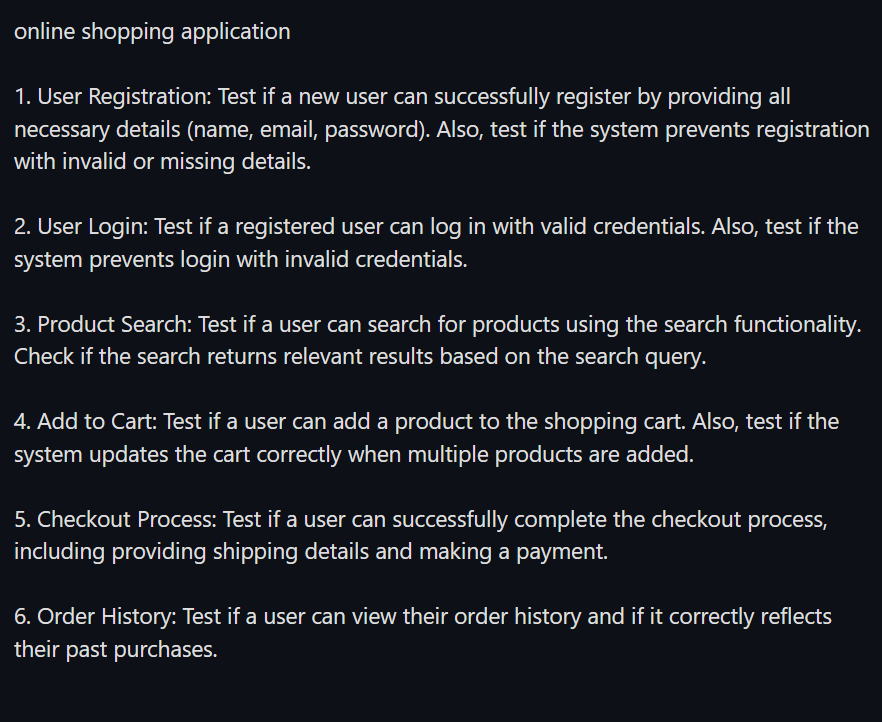 online shopping application
1. User Registration: Test if a new user can successfully register by providing all
necessary details (name, email, password). Also, test if the system prevents registration
with invalid or missing details.
2. User Login: Test if a registered user can log in with valid credentials. Also, test if the
system prevents login with invalid credentials.
3. Product Search: Test if a user can search for products using the search functionality.
Check if the search returns relevant results based on the search query.
4. Add to Cart: Test if a user can add a product to the shopping cart. Also, test if the
system updates the cart correctly when multiple products are added.
5. Checkout Process: Test if a user can successfully complete the checkout process,
including providing shipping details and making a payment.
6. Order History: Test if a user can view their order history and if it correctly reflects
their past purchases.